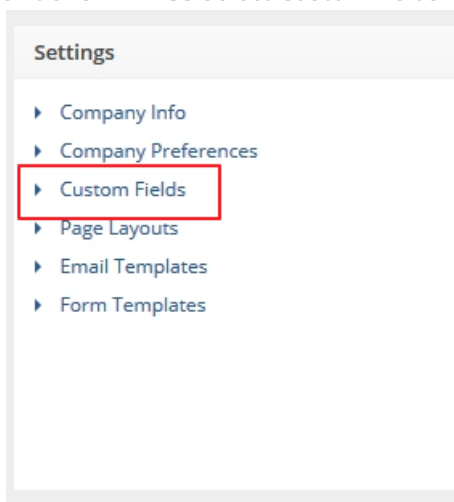 Settings
Company Info
Company Preferences
Custom Fields
Page Layouts
Email Templates
Form Templates